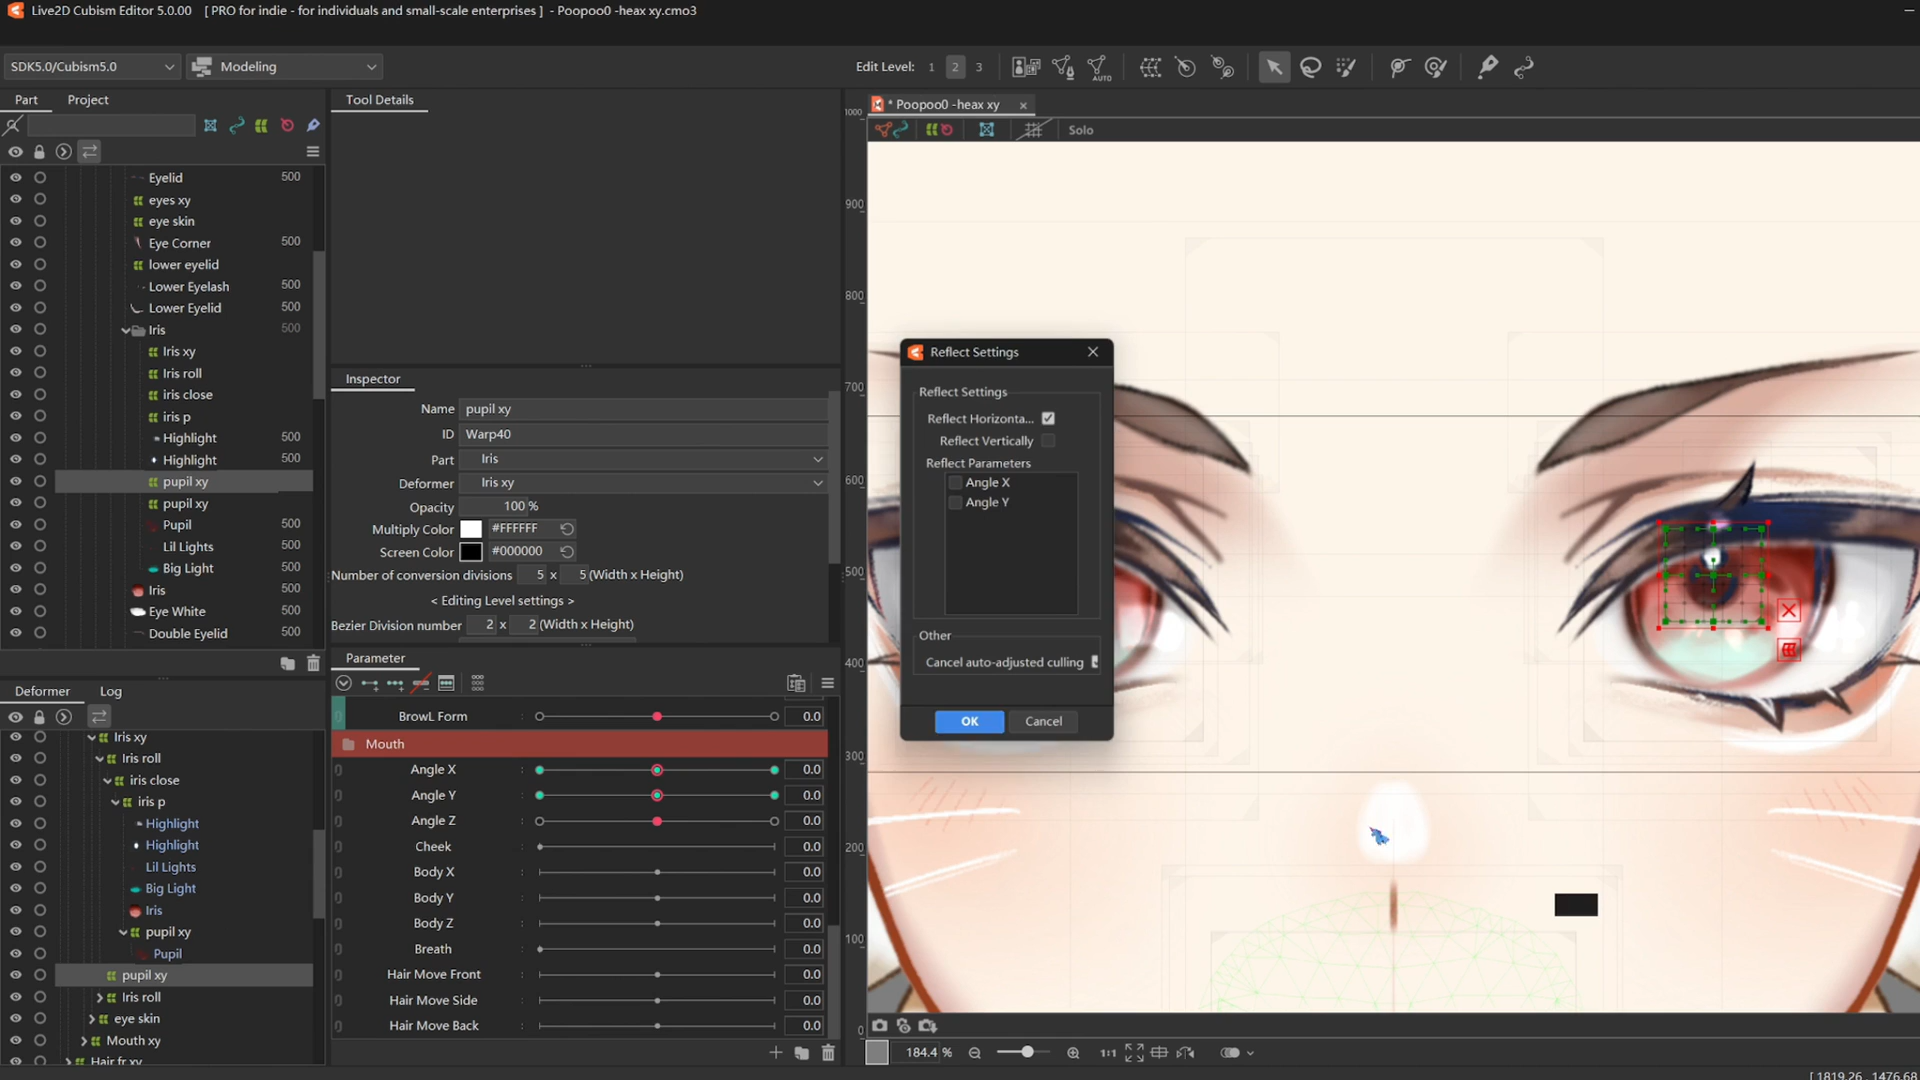 Live2D Cubism Editor 5.0.00 [ PRO for indie - for individuals and small-scale enterprises ] - Poopoo0 -heax xy.cmo3
SDK5.0/Cubism5.0
Modeling
Edit Level: 1 2 3
AUTO
Part Project
Eyelid 500
eyes xy
eye skin
Eye Corner 500
lower eyelid
Lower Eyelash 500
Lower Eyelid 500
Iris 500
Iris xy
Iris roll
iris close
iris p
Highlight 500
Highlight 500
pupil xy
pupil xy
Pupil 500
Lil Lights 500
Big Light 500
Iris 500
Eye White 500
Double Eyelid 500
Deformer Log
Iris xy
Iris roll
iris close
iris p
Highlight
Highlight
Lil Lights
Big Light
Iris
pupil xy
Pupil
pupil xy
Iris roll
eye skin
Mouth xy
Hair fr xy
Tool Details
Inspector
Name pupil xy
ID Warp40
Part Iris
Deformer Iris xy
Opacity 100 %
Multiply Color #FFFFFF
Screen Color #000000
Number of conversion divisions 5 x 5 (Width x Height)
< Editing Level settings >
Bezier Division number 2 x 2 (Width x Height)
Parameter
BrowL Form : 0.0
Mouth
Angle X : 0.0
Angle Y : 0.0
Angle Z : 0.0
Cheek : 0.0
Body X : 0.0
Body Y : 0.0
Body Z : 0.0
Breath : 0.0
Hair Move Front : 0.0
Hair Move Side : 0.0
Hair Move Back : 0.0
* Poopoo0 -heax xy
Solo
1000
900
800
700
600
500
400
300
200
100
0
Reflect Settings
Reflect Settings
Reflect Horizonta...
Reflect Vertically
Reflect Parameters
Angle X
Angle Y
Other
Cancel auto-adjusted culling
OK Cancel
184.4 %
1:1
[ 1819.26 , 1476.68